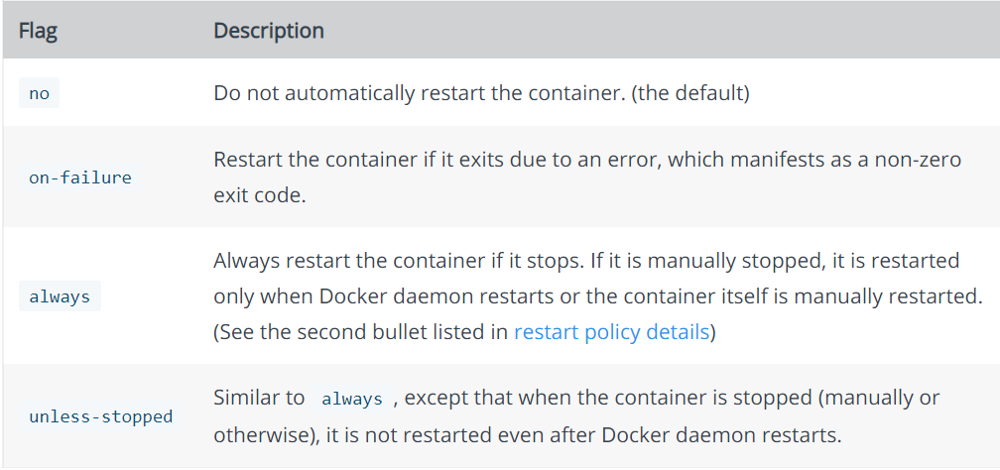 Flag Description
no Do not automatically restart the container. (the default)
Restart the container if it exits due to an error, which manifests as a non-zero
on-failure
exit code.
Always restart the container if it stops. If it is manually stopped, it is restarted
always only when Docker daemon restarts or the container itself is manually restarted.
(See the second bullet listed in restart policy details)
Similar to always , except that when the container is stopped (manually or
unless-stopped
otherwise), it is not restarted even after Docker daemon restarts.